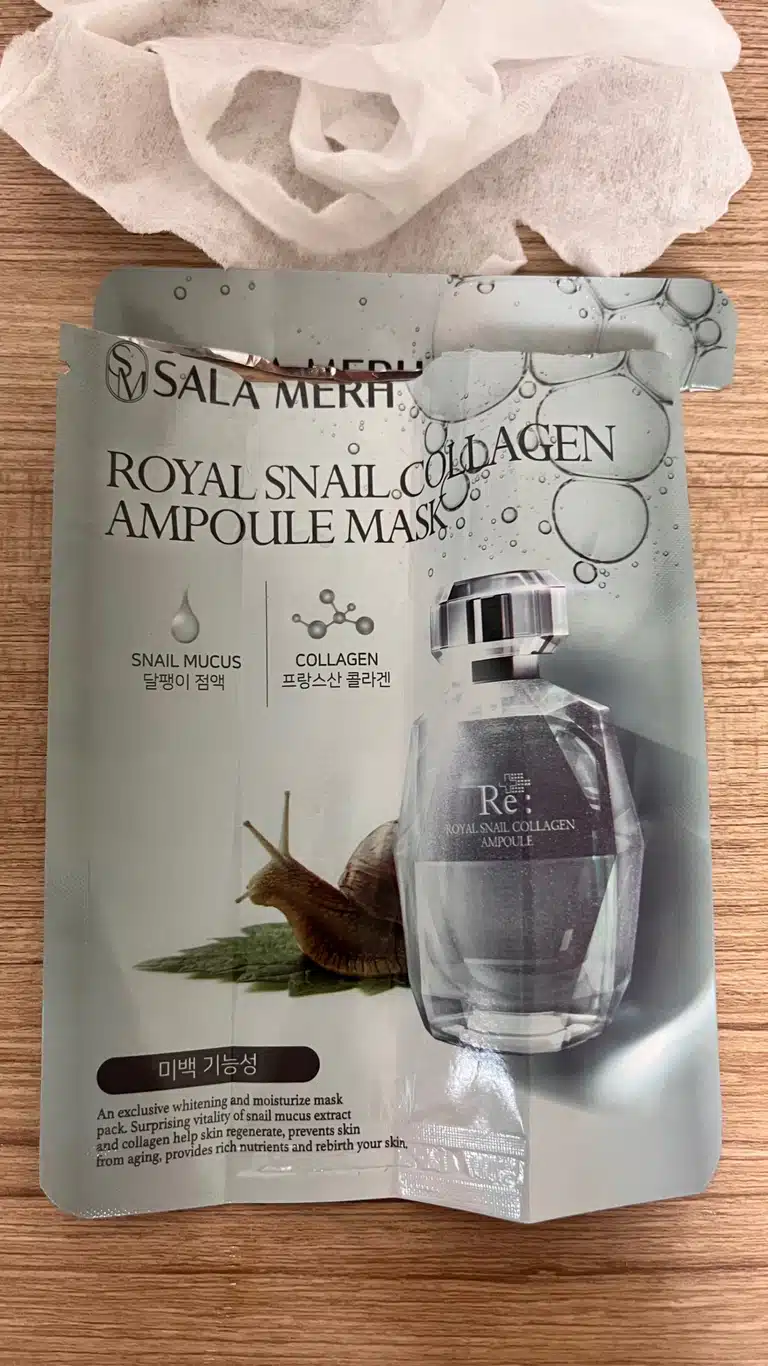 SM SALA MERH
ROYAL SNAIL COLLAGEN
AMPOULE MASK
SNAIL MUCUS
달팽이 점액
COLLAGEN
프랑스산 콜라겐
Re:
ROYAL SNAIL COLLAGEN
AMPOULE
미백 기능성
An exclusive whitening and moisturize mask
pack. Surprising vitality of snail mucus extract
and collagen help skin regenerate, prevents skin
from aging, provides rich nutrients and rebirth your skin.